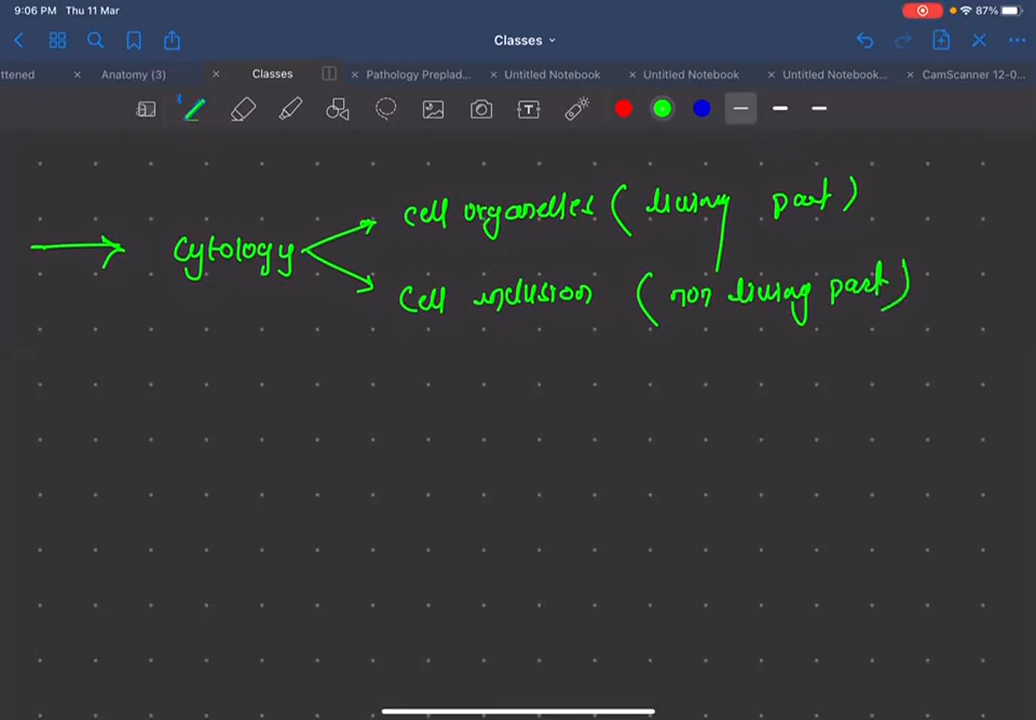 9:06 PM Thu 11 Mar
87%
Classes
ttened
Anatomy (3)
Classes
Pathology Preplad...
Untitled Notebook
Untitled Notebook
Untitled Notebook...
CamScanner 12-0...
T
cell organelles (living part)
Cytology
Cell inclusion (non living part)